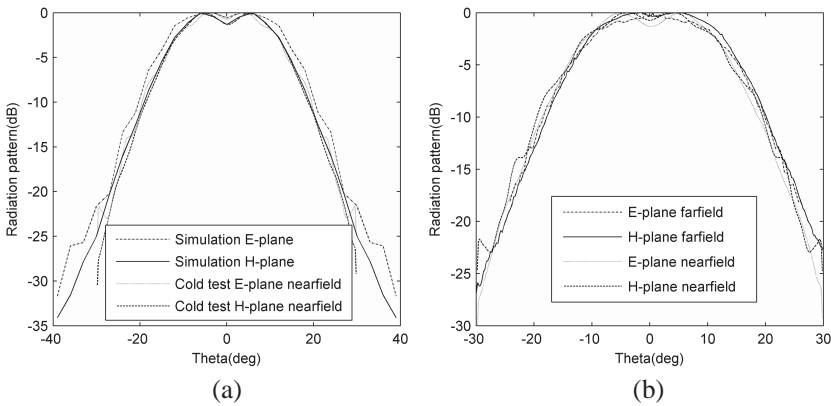 0
-5
-10
-15
-20
-25
-30
-35
Radiation pattern(dB)
Simulation E-plane
Simulation H-plane
Cold test E-plane nearfield
Cold test H-plane nearfield
-40 -20 0 20 40
Theta(deg)
(a)
0
-5
-10
-15
-20
-25
-30
Radiation pattern(dB)
E-plane farfield
H-plane farfield
E-plane nearfield
H-plane nearfield
-30 -20 -10 0 10 20 30
Theta(deg)
(b)